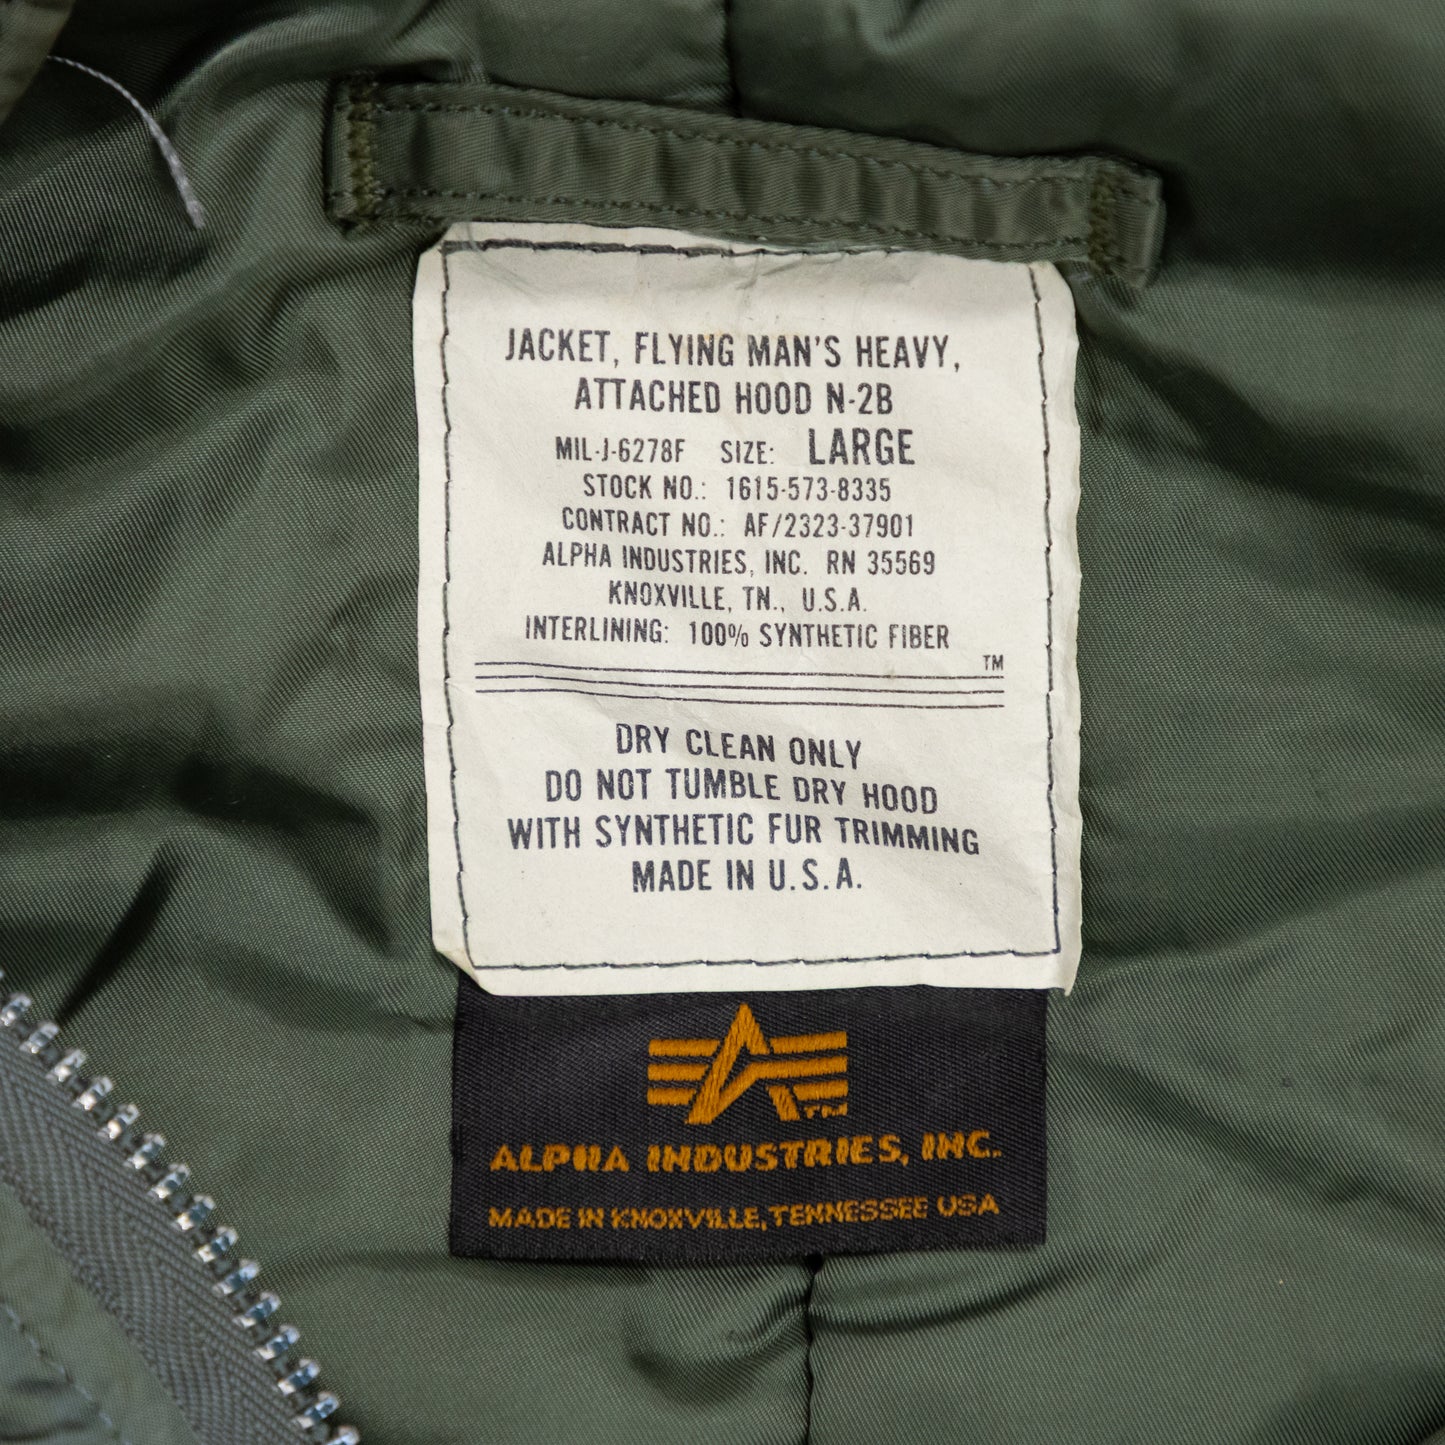 JACKET, FLYING MAN'S HEAVY,
ATTACHED HOOD N-2B
MIL-J-6278F SIZE: LARGE
STOCK NO.: 1615-573-8335
CONTRACT NO.: AF/2323-37901
ALPHA INDUSTRIES, INC. RN 35569
KNOXVILLE, TN., U.S.A.
INTERLINING: 100% SYNTHETIC FIBER
TM
DRY CLEAN ONLY
DO NOT TUMBLE DRY HOOD
WITH SYNTHETIC FUR TRIMMING
MADE IN U.S.A.
TM
ALPHA INDUSTRIES, INC.
MADE IN KNOXVILLE, TENNESSEE USA